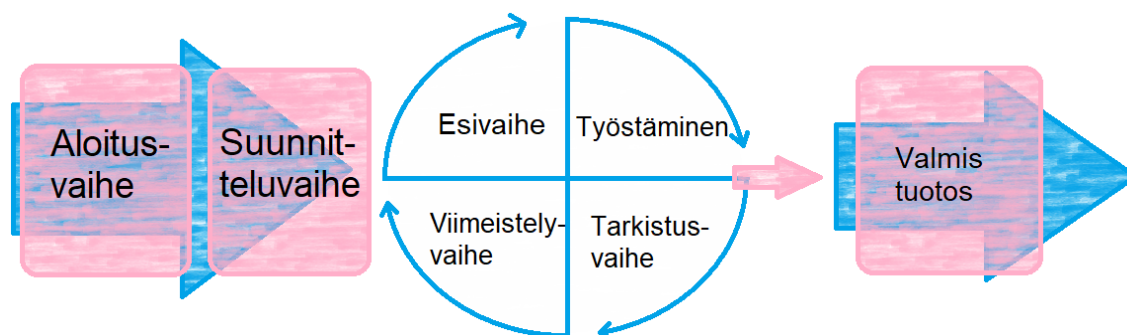 Aloitus-
vaihe
Suunnit-
teluvaihe
Esivaihe
Työstäminen
Viimeistely-
vaihe
Tarkistus-
vaihe
Valmis
tuotos